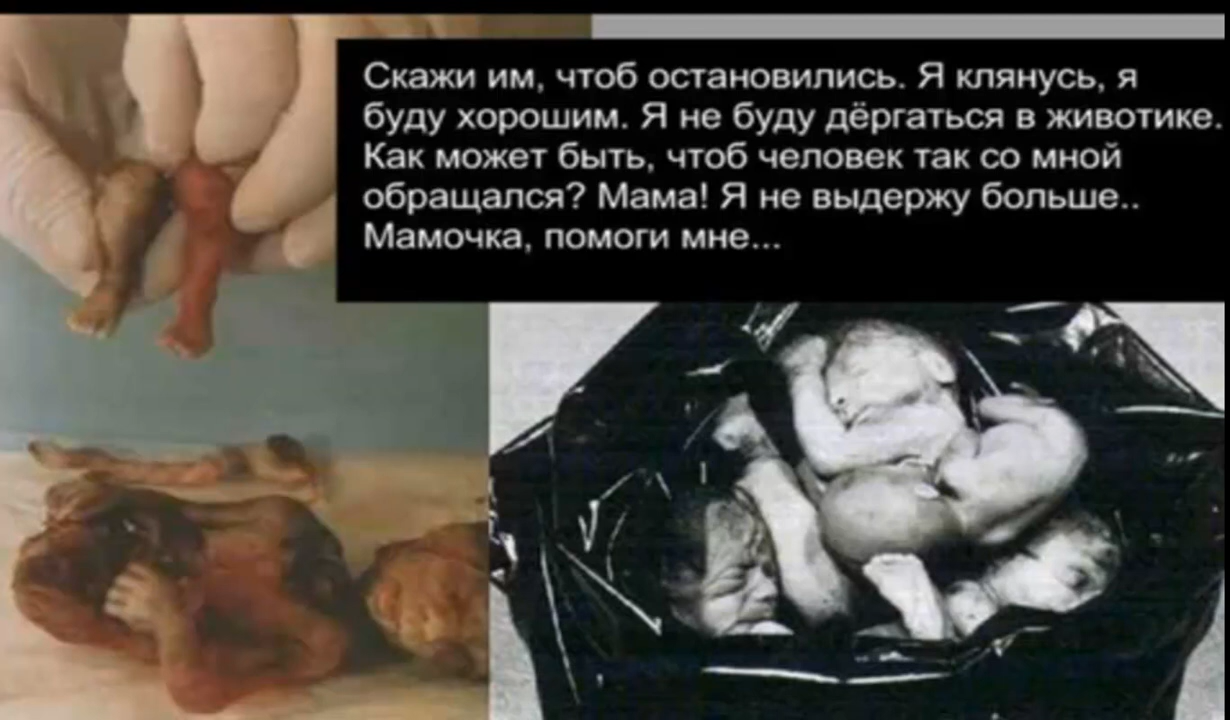 Скажи им, чтоб остановились. Я клянусь, я
буду хорошим. Я не буду дёргаться в животике.
Как может быть, чтоб человек так со мной
обращался? Мама! Я не выдержу больше..
Мамочка, помоги мне...